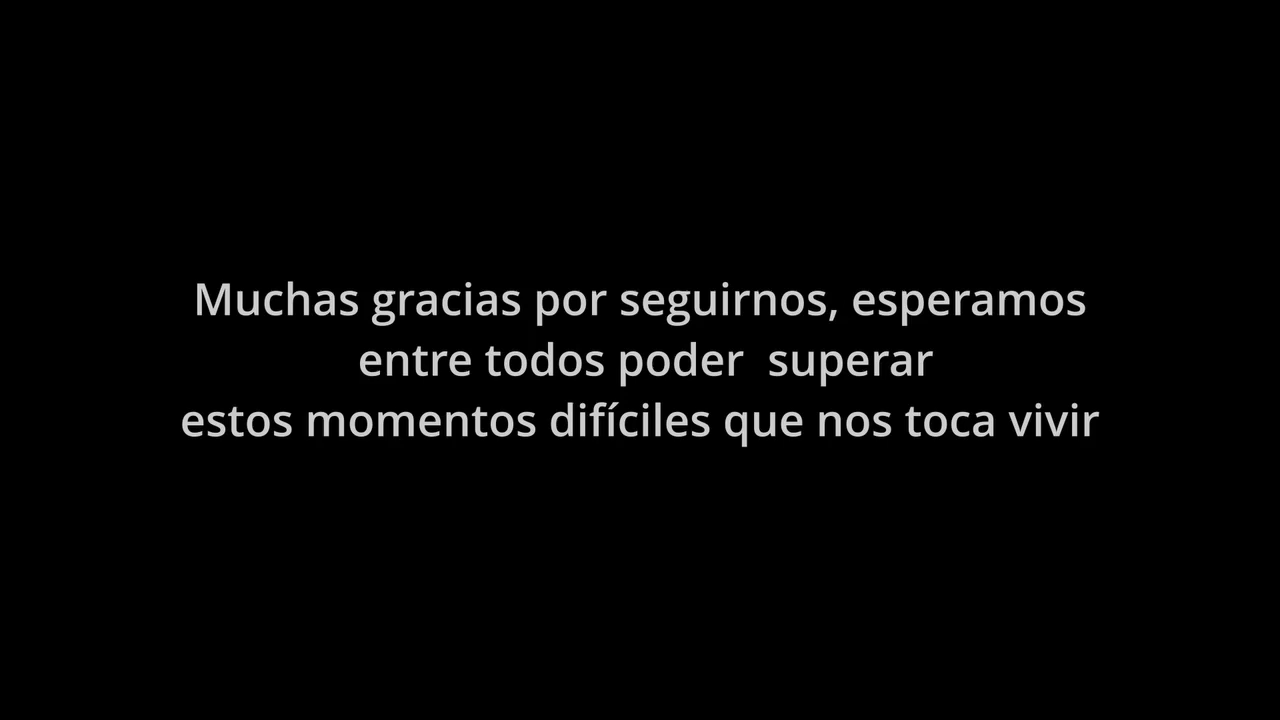 Muchas gracias por seguirnos, esperamos
entre todos poder  superar
estos momentos difíciles que nos toca vivir